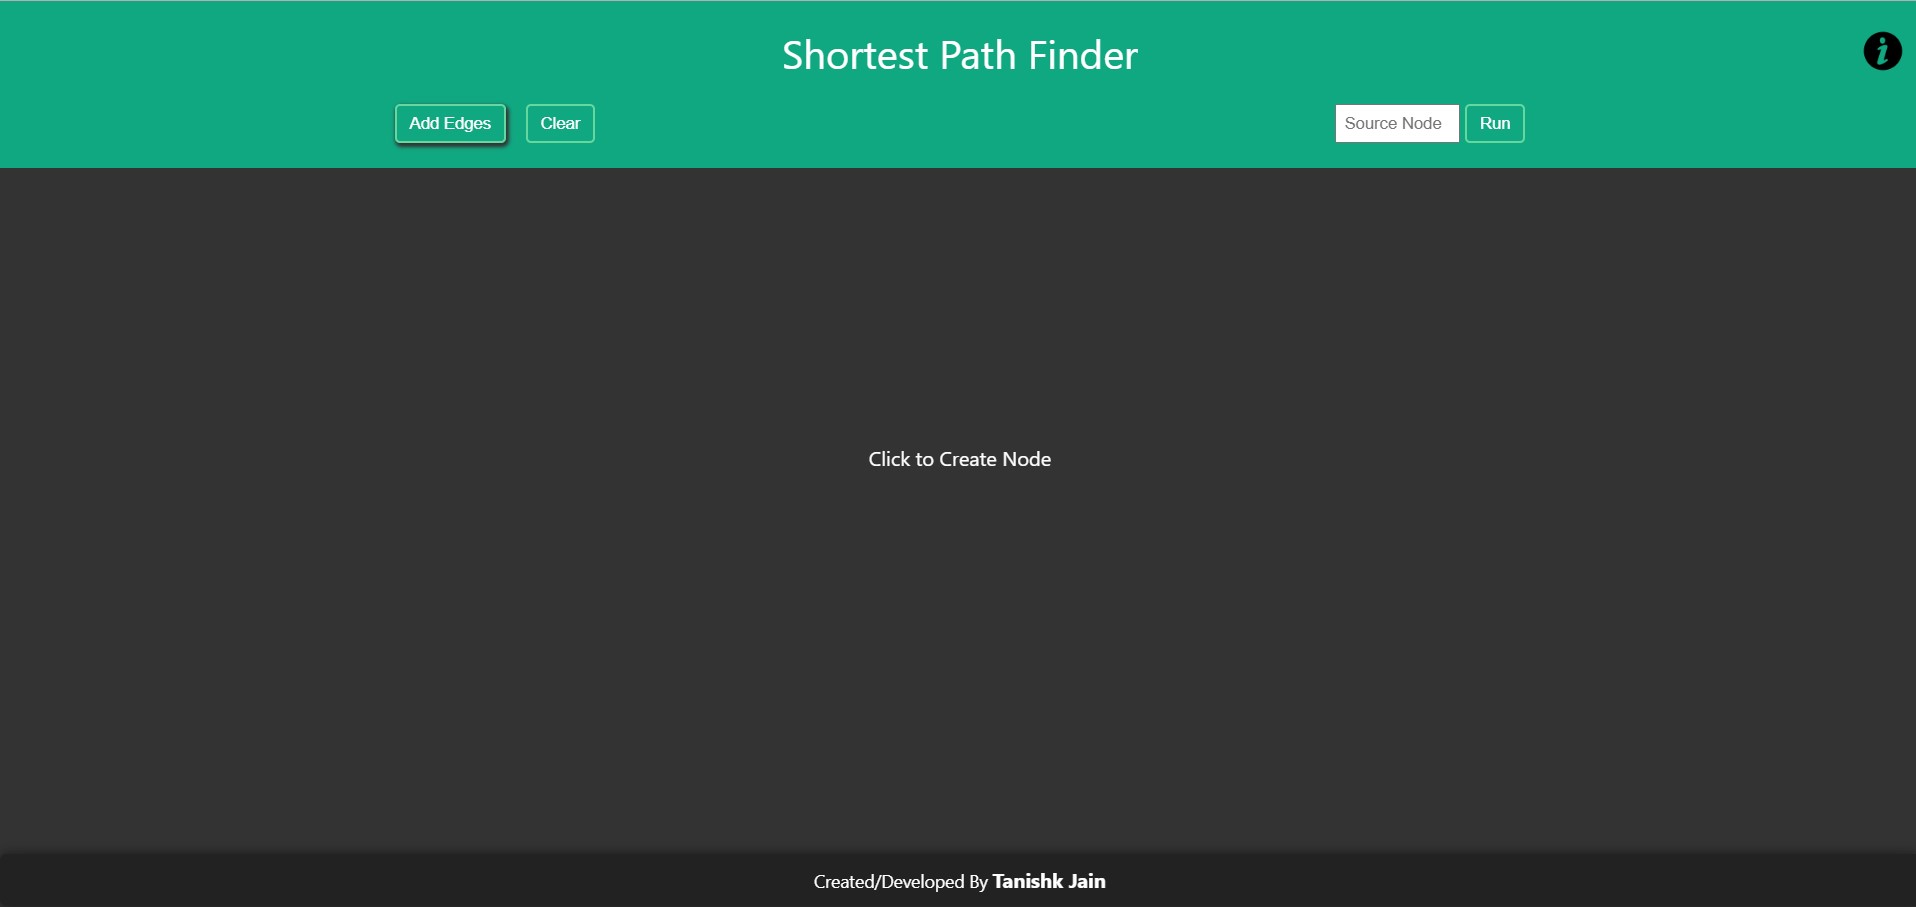 Shortest Path Finder
i
Add Edges
Clear
Source Node
Run
Click to Create Node
Created/Developed By Tanishk Jain